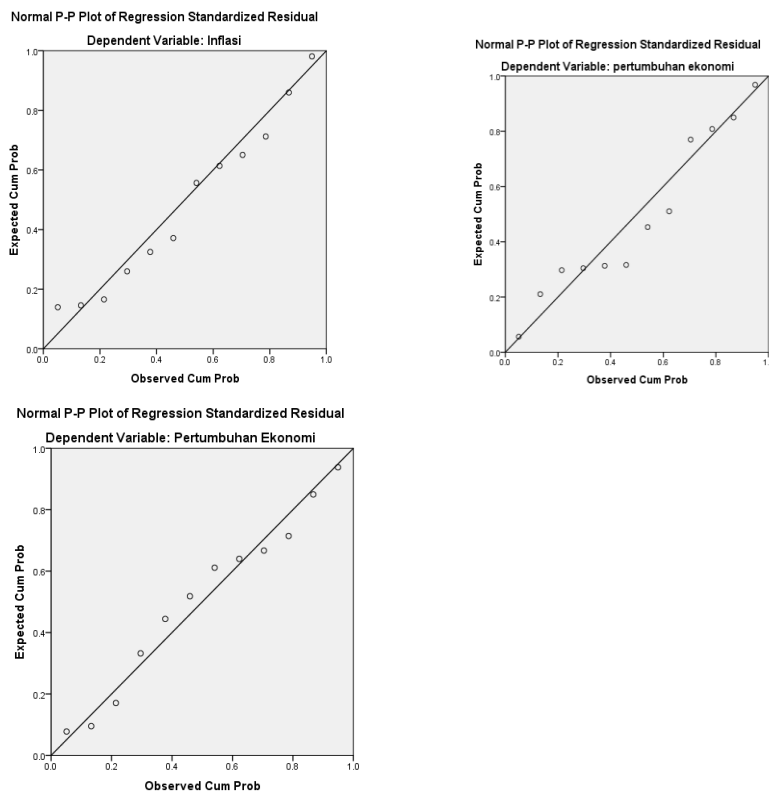 Normal P-P Plot of Regression Standardized Residual
Dependent Variable: Inflasi
1.0
0.8
0.6
0.4
0.2
0.0
Expected Cum Prob
0.0 0.2 0.4 0.6 0.8 1.0
Observed Cum Prob
Normal P-P Plot of Regression Standardized Residual
Dependent Variable: pertumbuhan ekonomi
1.0
0.8
0.6
0.4
0.2
0.0
Expected Cum Prob
0.0 0.2 0.4 0.6 0.8 1.0
Observed Cum Prob
Normal P-P Plot of Regression Standardized Residual
Dependent Variable: Pertumbuhan Ekonomi
1.0
0.8
0.6
0.4
0.2
0.0
Expected Cum Prob
0.0 0.2 0.4 0.6 0.8 1.0
Observed Cum Prob